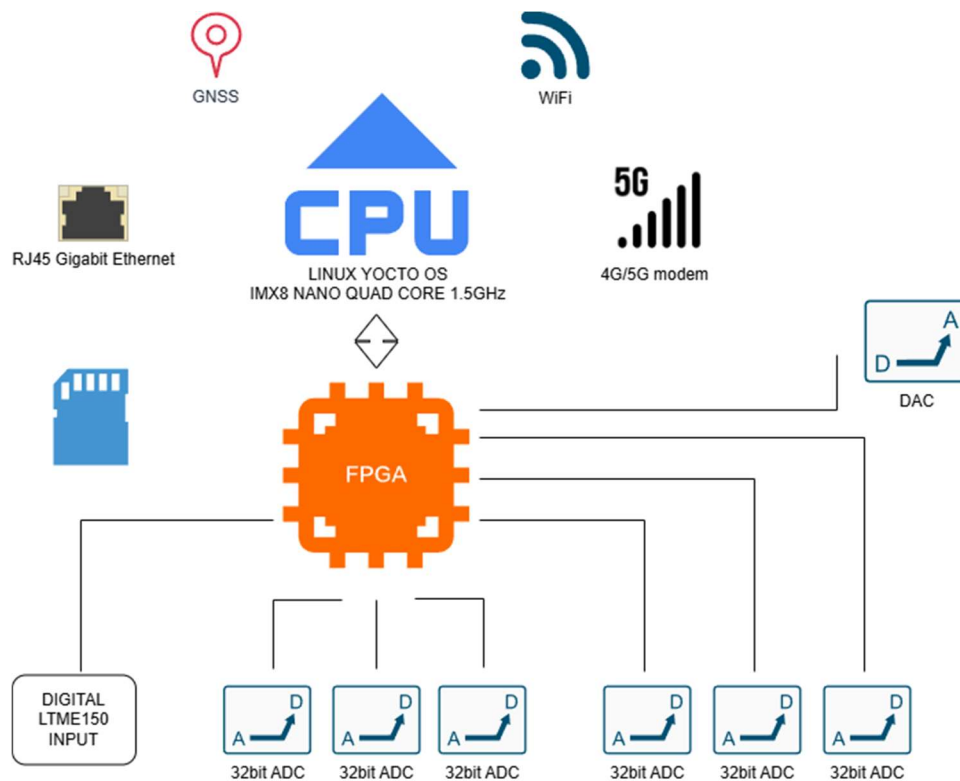 GNSS
WiFi
CPU
5G
RJ45 Gigabit Ethernet
LINUX YOCTO OS
IMX8 NANO QUAD CORE 1.5GHz
4G/5G modem
D A
DAC
FPGA
DIGITAL
LTME150
INPUT
A D
A D
A D
A D
A D
A D
32bit ADC
32bit ADC
32bit ADC
32bit ADC
32bit ADC
32bit ADC